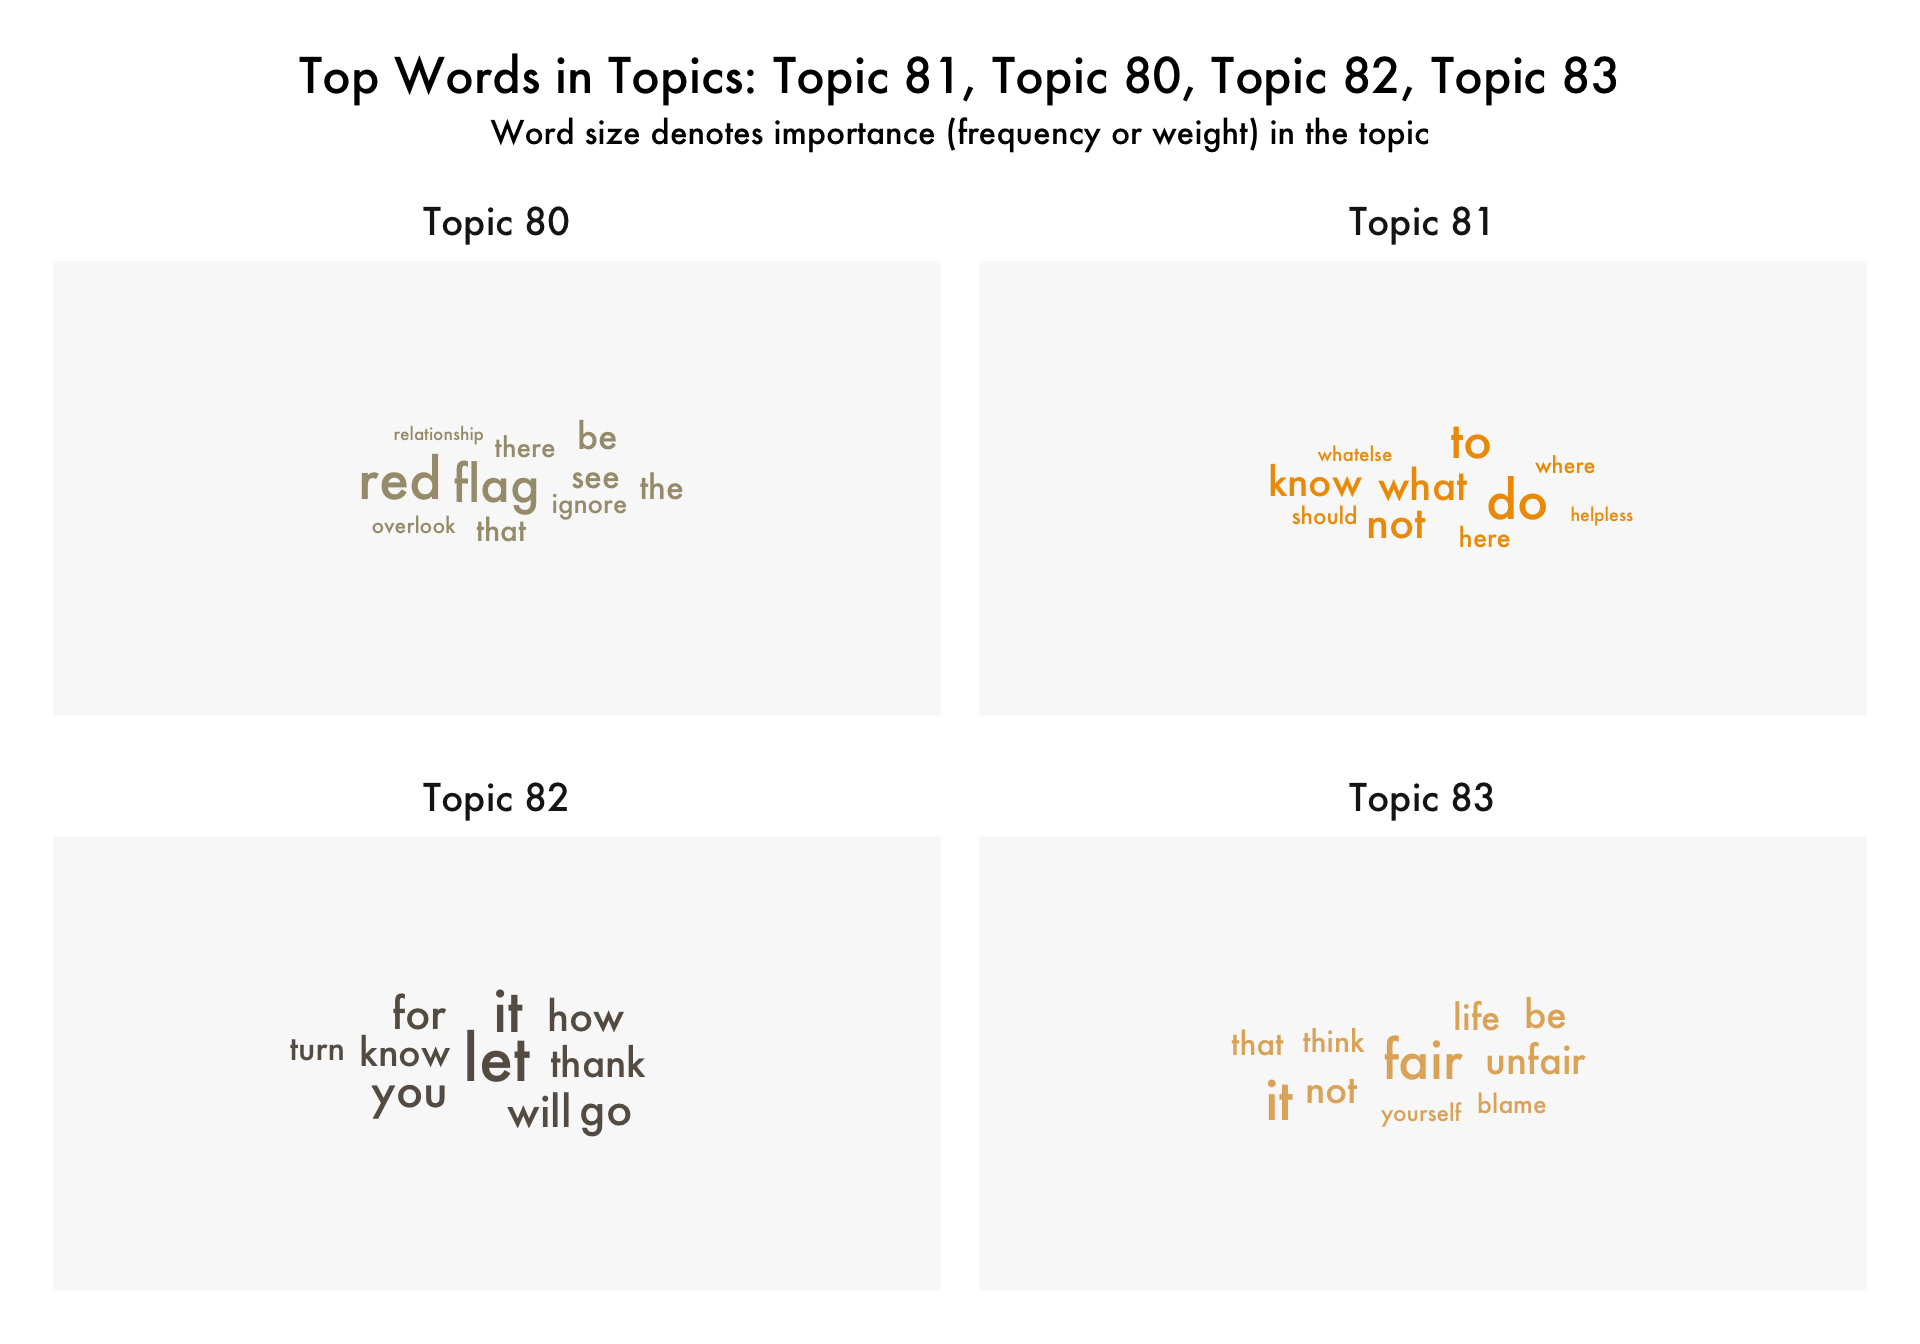 Top Words in Topics: Topic 81, Topic 80, Topic 82, Topic 83
Word size denotes importance (frequency or weight) in the topic
Topic 80
relationship there be
red flag see the
ignore
overlook that
Topic 81
whatelse to where
know what do
should not here helpless
Topic 82
for it how
turn know let thank
you will go
Topic 83
life be
that think fair unfair
it not yourself blame